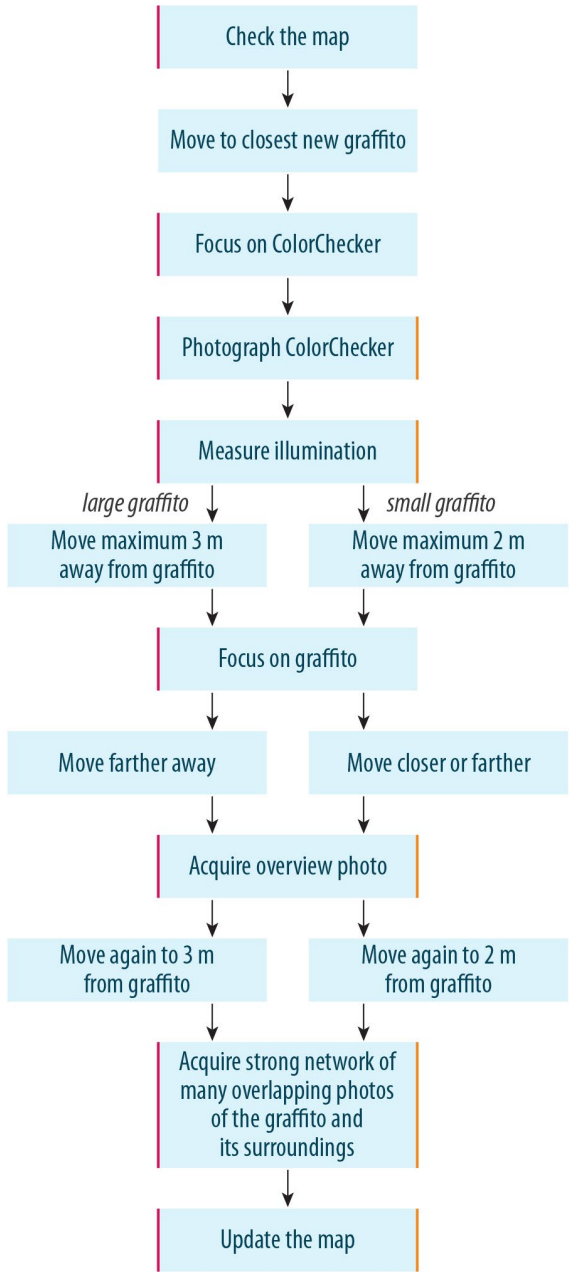 Check the map
Move to closest new graffito
Focus on ColorChecker
Photograph ColorChecker
Measure illumination
large graffito
small graffito
Move maximum 3 m
away from graffito
Move maximum 2 m
away from graffito
Focus on graffito
Move farther away
Move closer or farther
Acquire overview photo
Move again to 3 m
from graffito
Move again to 2 m
from graffito
Acquire strong network of
many overlapping photos
of the graffito and
its surroundings
Update the map